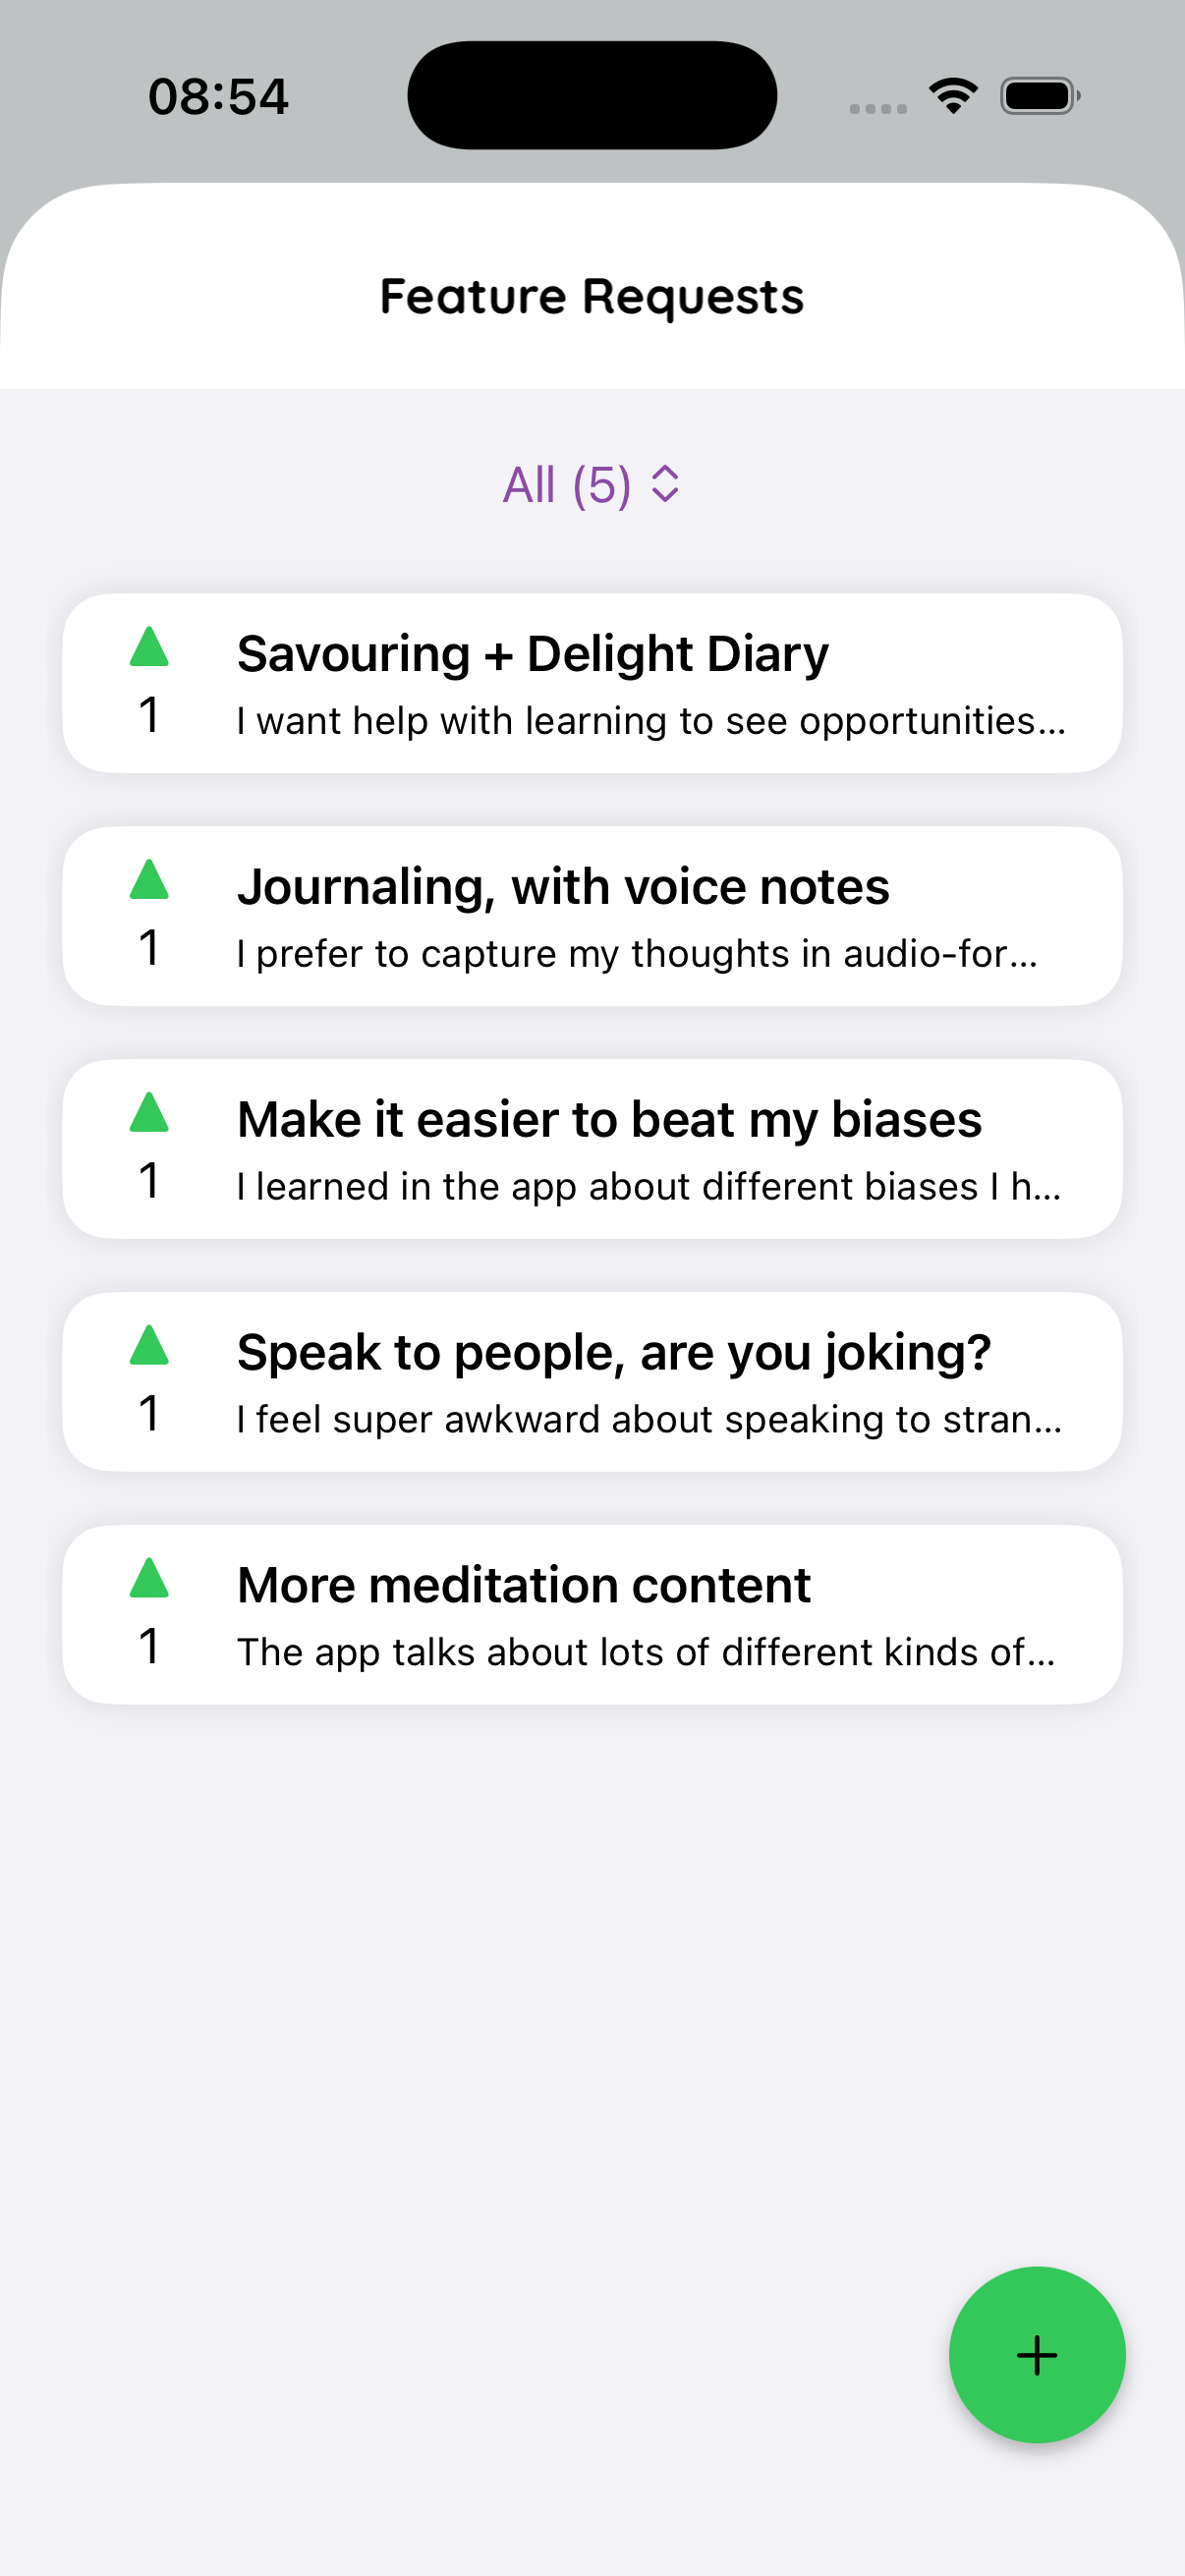 08:54
Feature Requests
All (5)
Savouring + Delight Diary
1
I want help with learning to see opportunities...
Journaling, with voice notes
1
I prefer to capture my thoughts in audio-for...
Make it easier to beat my biases
1
I learned in the app about different biases I h...
Speak to people, are you joking?
1
I feel super awkward about speaking to stran...
More meditation content
1
The app talks about lots of different kinds of...
+